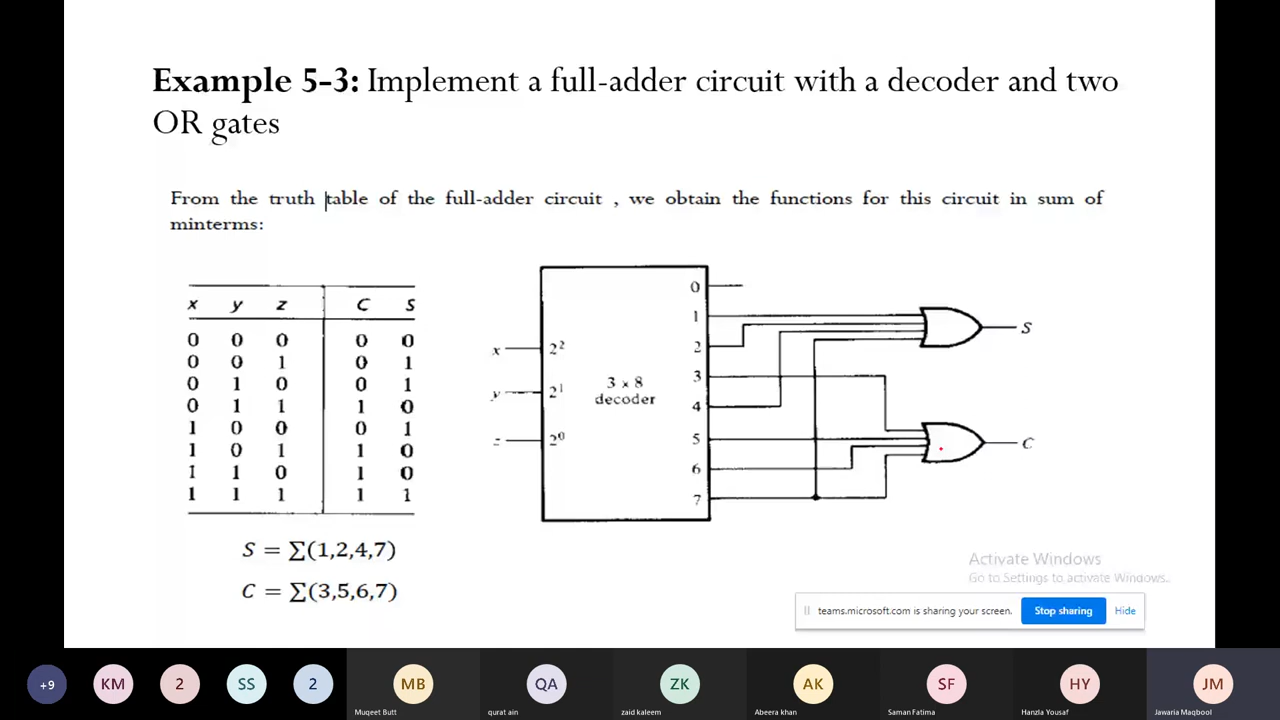 Example 5-3: Implement a full-adder circuit with a decoder and two
OR gates
From the truth table of the full-adder circuit , we obtain the functions for this circuit in sum of
minterms:
x y z C S
0 0 0 0 0
0 0 1 0 1
0 1 0 0 1
0 1 1 1 0
1 0 0 0 1
1 0 1 1 0
1 1 0 1 0
1 1 1 1 1
S = ∑(1,2,4,7)
C = ∑(3,5,6,7)
x
y
z
2²
2¹
2⁰
3 × 8
decoder
0
1
2
3
4
5
6
7
S
C
Activate Windows
Go to Settings to activate Windows.
teams.microsoft.com is sharing your screen.
Stop sharing
Hide
+9
KM
2
SS
2
MB
Muqeet Butt
QA
qurat ain
ZK
zaid kaleem
AK
Abeera khan
SF
Saman Fatima
HY
Hanzla Yousaf
JM
Jawaria Maqbool